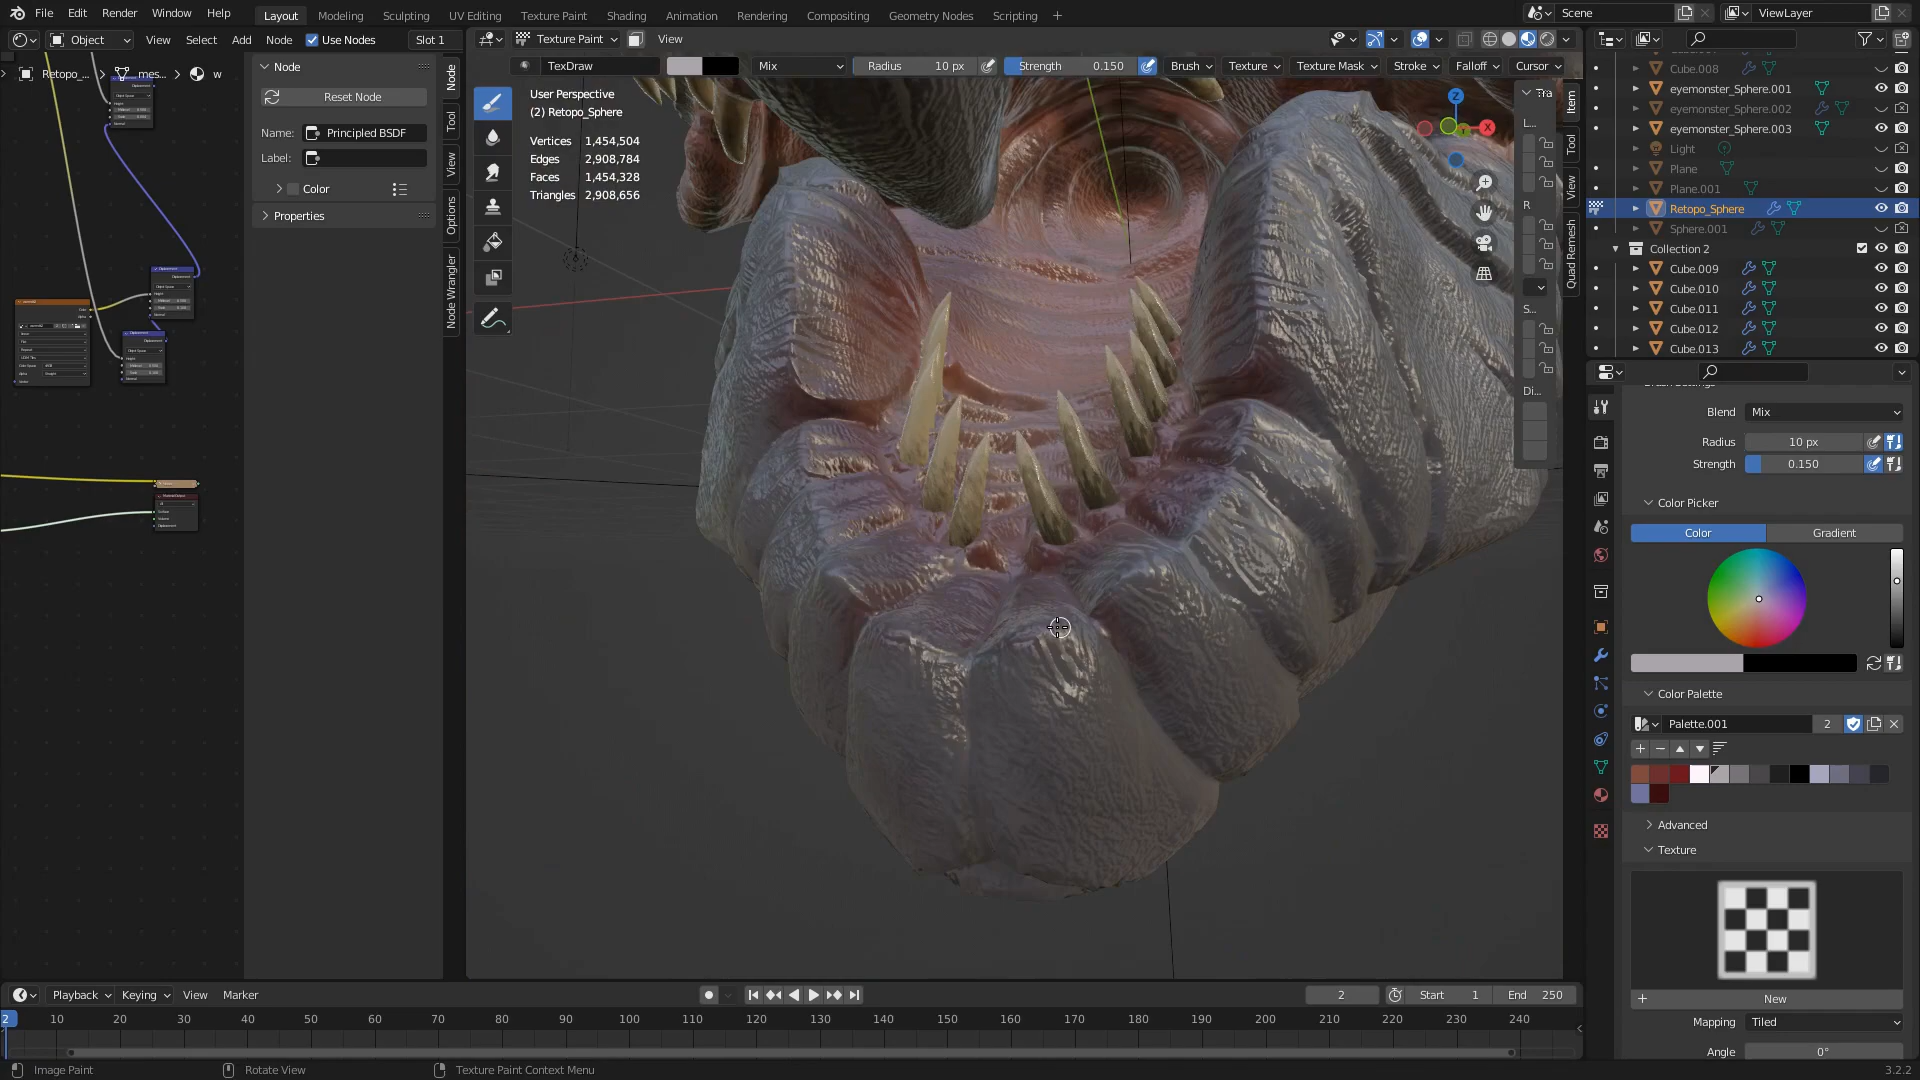 File Edit Render Window Help Layout Modeling Sculpting UV Editing Texture Paint Shading Animation Rendering Compositing Geometry Nodes Scripting + Scene ViewLayer
Object View Select Add Node Use Nodes Slot 1 Texture Paint View
Retopo_... mes... w
TexDraw Mix Radius 10 px Strength 0.150 Brush Texture Texture Mask Stroke Falloff Cursor
Node
Reset Node
Name: Principled BSDF
Label:
Color
Properties
Node
Tool
View
Options
Node Wrangler
User Perspective
(2) Retopo_Sphere
Vertices 1,454,504
Edges 2,908,784
Faces 1,454,328
Triangles 2,908,656
Z
X
Tra
L...
R
S...
Di...
Item
Tool
View
Quad Remesh
Cube.008
eyemonster_Sphere.001
eyemonster_Sphere.002
eyemonster_Sphere.003
Light
Plane
Plane.001
Retopo_Sphere
Sphere.001
Collection 2
Cube.009
Cube.010
Cube.011
Cube.012
Cube.013
Blend Mix
Radius 10 px
Strength 0.150
Color Picker
Color Gradient
Color Palette
Palette.001 2
Advanced
Texture
+ New
Mapping Tiled
Angle 0°
Playback Keying View Marker 2 Start 1 End 250
2 10 20 30 40 50 60 70 80 90 100 110 120 130 140 150 160 170 180 190 200 210 220 230 240
Image Paint Rotate View Texture Paint Context Menu 3.2.2